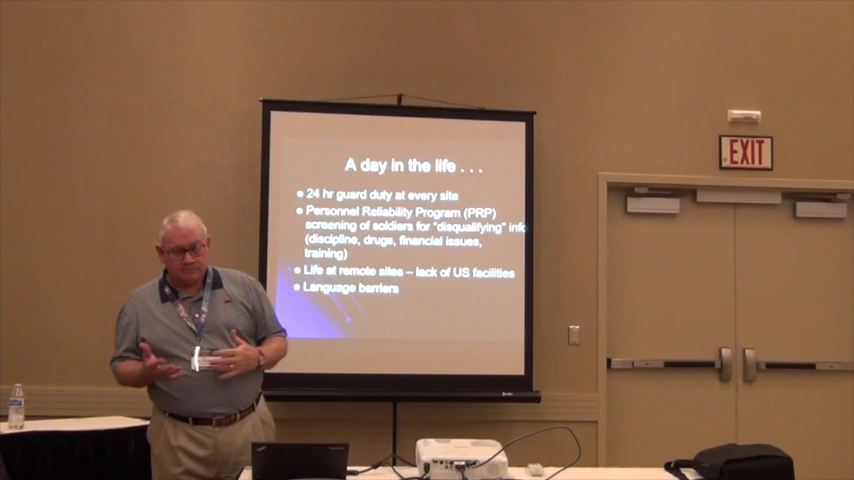 A day in the life . . .
● 24 hr guard duty at every site
● Personnel Reliability Program (PRP)
screening of soldiers for "disqualifying" info
(discipline, drugs, financial issues,
training)
● Life at remote sites – lack of US facilities
● Language barriers
EXIT